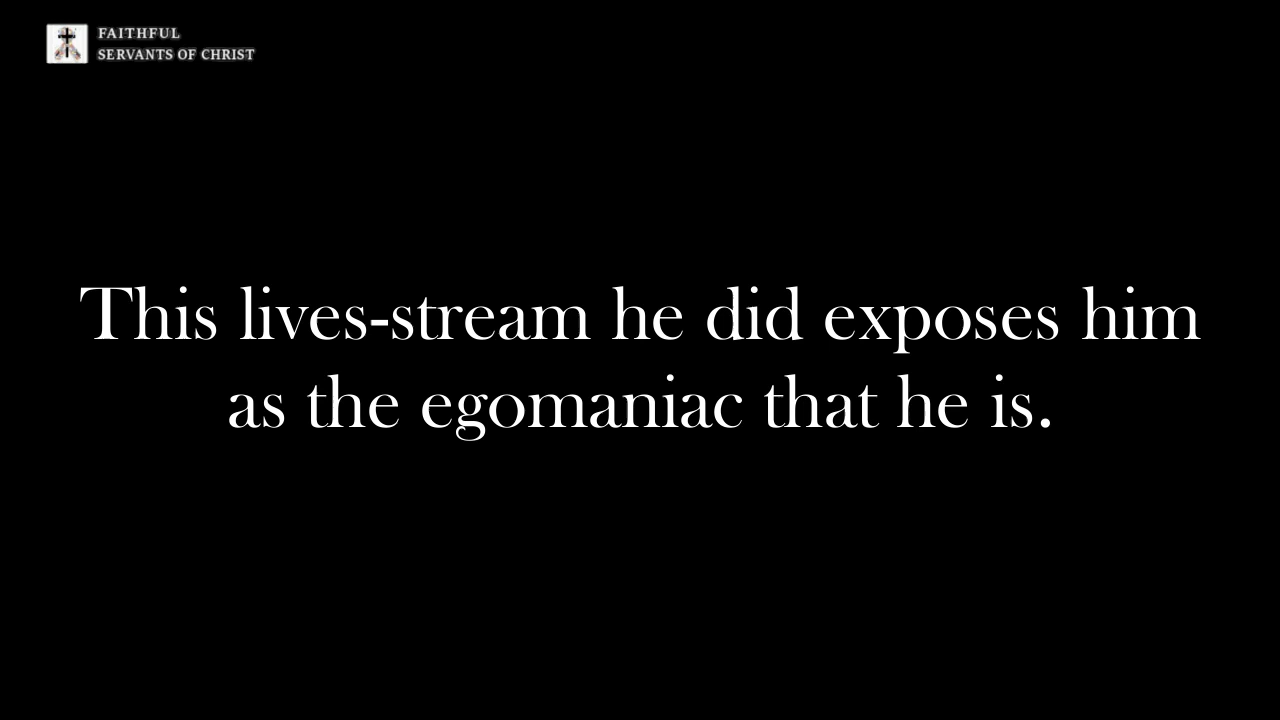 FAITHFUL
SERVANTS OF CHRIST
This lives-stream he did exposes him
as the egomaniac that he is.